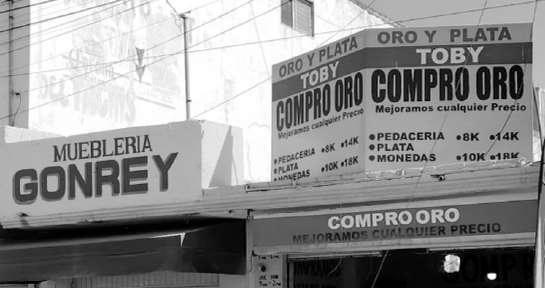 MUEBLERIA
GONREY
ORO Y PLATA
TOBY
COMPRO ORO
Mejoramos cualquier Precio
•PEDACERIA •8K •14K
•PLATA
•MONEDAS •10K •18K
ORO Y PLATA
TOBY
COMPRO ORO
Mejoramos cualquier Precio
•PEDACERIA •8K •14K
•PLATA
•MONEDAS •10K •18K
COMPRO ORO
MEJORAMOS CUALQUIER PRECIO